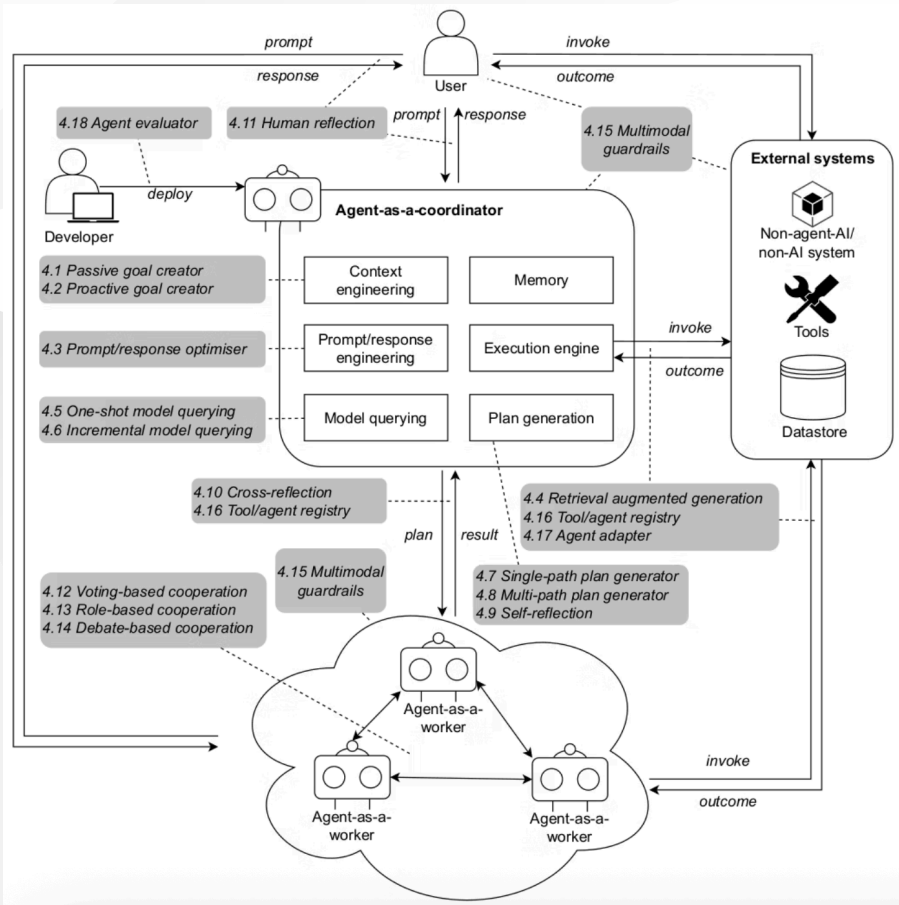 prompt
response
User
invoke
outcome
4.18 Agent evaluator
4.11 Human reflection
prompt
response
4.15 Multimodal
guardrails
Developer
deploy
Agent-as-a-coordinator
External systems
Non-agent-AI/
non-AI system
Tools
Datastore
4.1 Passive goal creator
4.2 Proactive goal creator
Context
engineering
Memory
4.3 Prompt/response optimiser
Prompt/response
engineering
Execution engine
invoke
outcome
4.5 One-shot model querying
4.6 Incremental model querying
Model querying
Plan generation
4.10 Cross-reflection
4.16 Tool/agent registry
plan
result
4.4 Retrieval augmented generation
4.16 Tool/agent registry
4.17 Agent adapter
4.15 Multimodal
guardrails
4.7 Single-path plan generator
4.8 Multi-path plan generator
4.9 Self-reflection
4.12 Voting-based cooperation
4.13 Role-based cooperation
4.14 Debate-based cooperation
Agent-as-a-
worker
Agent-as-a-
worker
Agent-as-a-
worker
invoke
outcome